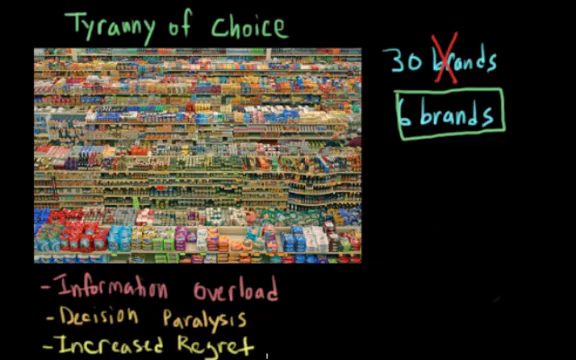 Tyranny of Choice
30 brands
6 brands
- Information Overload
- Decision Paralysis
- Increased Regret